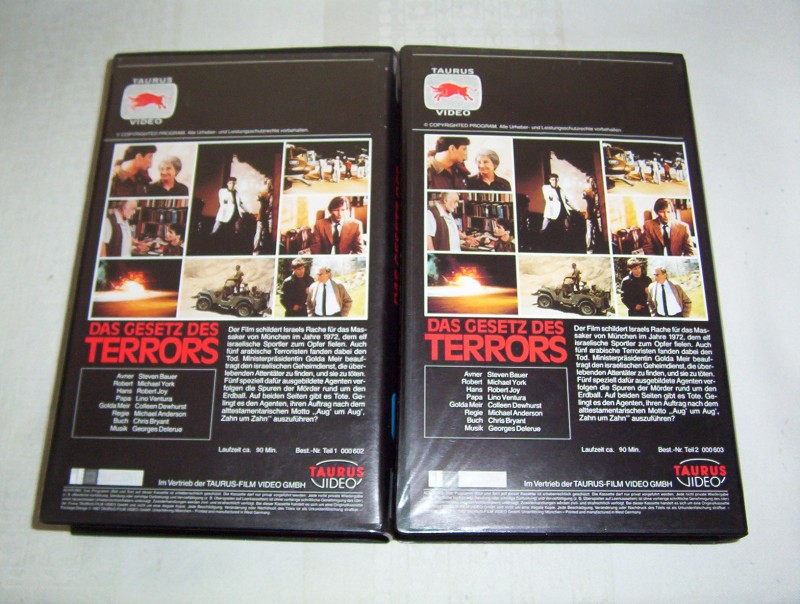 TAURUS
VIDEO
© COPYRIGHTED PROGRAM. Alle Urheber- und Leistungsschutzrechte vorbehalten.
DAS GESETZ DES
TERRORS
Avner Steven Bauer
Robert Michael York
Hans Robert Joy
Papa Lino Ventura
Golda Meir Colleen Dewhurst
Regie Michael Anderson
Buch Chris Bryant
Musik Georges Delerue
Der Film schildert Israels Rache für das Mas-
saker von München im Jahre 1972, dem elf
israelische Sportler zum Opfer fielen. Auch
fünf arabische Terroristen fanden dabei den
Tod. Ministerpräsidentin Golda Meir beauf-
tragt den israelischen Geheimdienst, die über-
lebenden Attentäter zu finden, und sie zu töten.
Fünf speziell dafür ausgebildete Agenten ver-
folgen die Spuren der Mörder rund um den
Erdball. Auf beiden Seiten gibt es Tote. Ge-
lingt es den Agenten, ihren Auftrag nach dem
alttestamentarischen Motto „Aug' um Aug',
Zahn um Zahn" auszuführen?
Laufzeit ca. 90 Min. Best.-Nr. Teil 1 000 602
Im Vertrieb der TAURUS-FILM VIDEO GMBH
TAURUS
VIDEO
TAURUS
VIDEO
© COPYRIGHTED PROGRAM. Alle Urheber- und Leistungsschutzrechte vorbehalten.
DAS GESETZ DES
TERRORS
Avner Steven Bauer
Robert Michael York
Hans Robert Joy
Papa Lino Ventura
Golda Meir Colleen Dewhurst
Regie Michael Anderson
Buch Chris Bryant
Musik Georges Delerue
Der Film schildert Israels Rache für das Mas-
saker von München im Jahre 1972, dem elf
israelische Sportler zum Opfer fielen. Auch
fünf arabische Terroristen fanden dabei den
Tod. Ministerpräsidentin Golda Meir beauf-
tragt den israelischen Geheimdienst, die über-
lebenden Attentäter zu finden, und sie zu töten.
Fünf speziell dafür ausgebildete Agenten ver-
folgen die Spuren der Mörder rund um den
Erdball. Auf beiden Seiten gibt es Tote. Ge-
lingt es den Agenten, ihren Auftrag nach dem
alttestamentarischen Motto „Aug' um Aug',
Zahn um Zahn" auszuführen?
Laufzeit ca. 90 Min. Best.-Nr. Teil 2 000 603
Im Vertrieb der TAURUS-FILM VIDEO GMBH
TAURUS
VIDEO